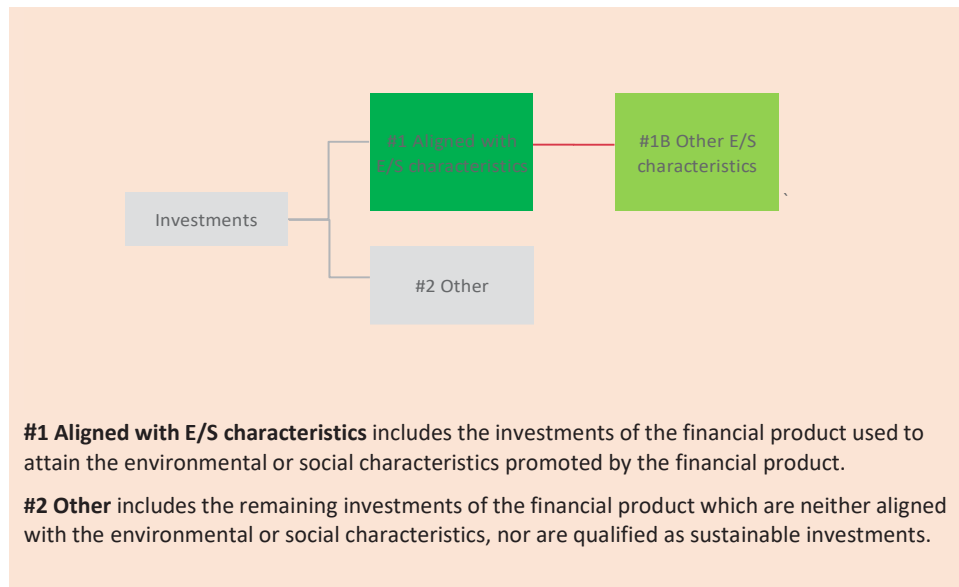 #1 Aligned with
E/S characteristics
#1B Other E/S
characteristics
`
Investments
#2 Other
#1 Aligned with E/S characteristics includes the investments of the financial product used to
attain the environmental or social characteristics promoted by the financial product.
#2 Other includes the remaining investments of the financial product which are neither aligned
with the environmental or social characteristics, nor are qualified as sustainable investments.